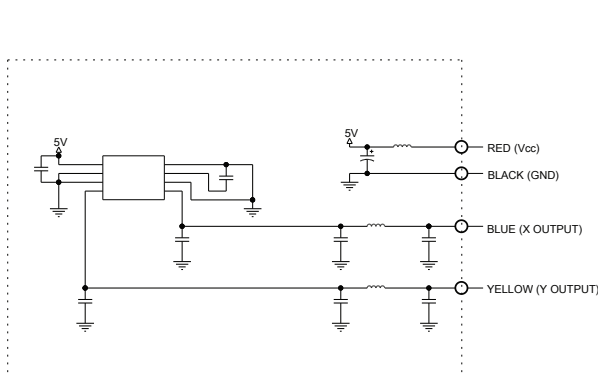 5V
5V
RED (Vcc)
BLACK (GND)
BLUE (X OUTPUT)
YELLOW (Y OUTPUT)